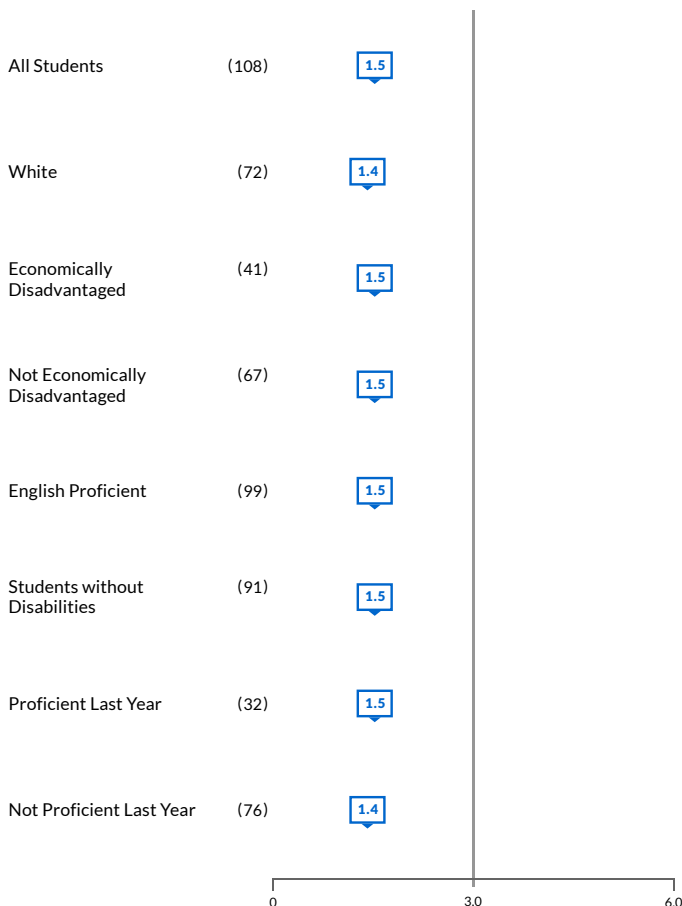 All Students (108) 1.5
White (72) 1.4
Economically (41) 1.5
Disadvantaged
Not Economically (67) 1.5
Disadvantaged
English Proficient (99) 1.5
Students without (91) 1.5
Disabilities
Proficient Last Year (32) 1.5
Not Proficient Last Year (76) 1.4
0 3.0 6.0